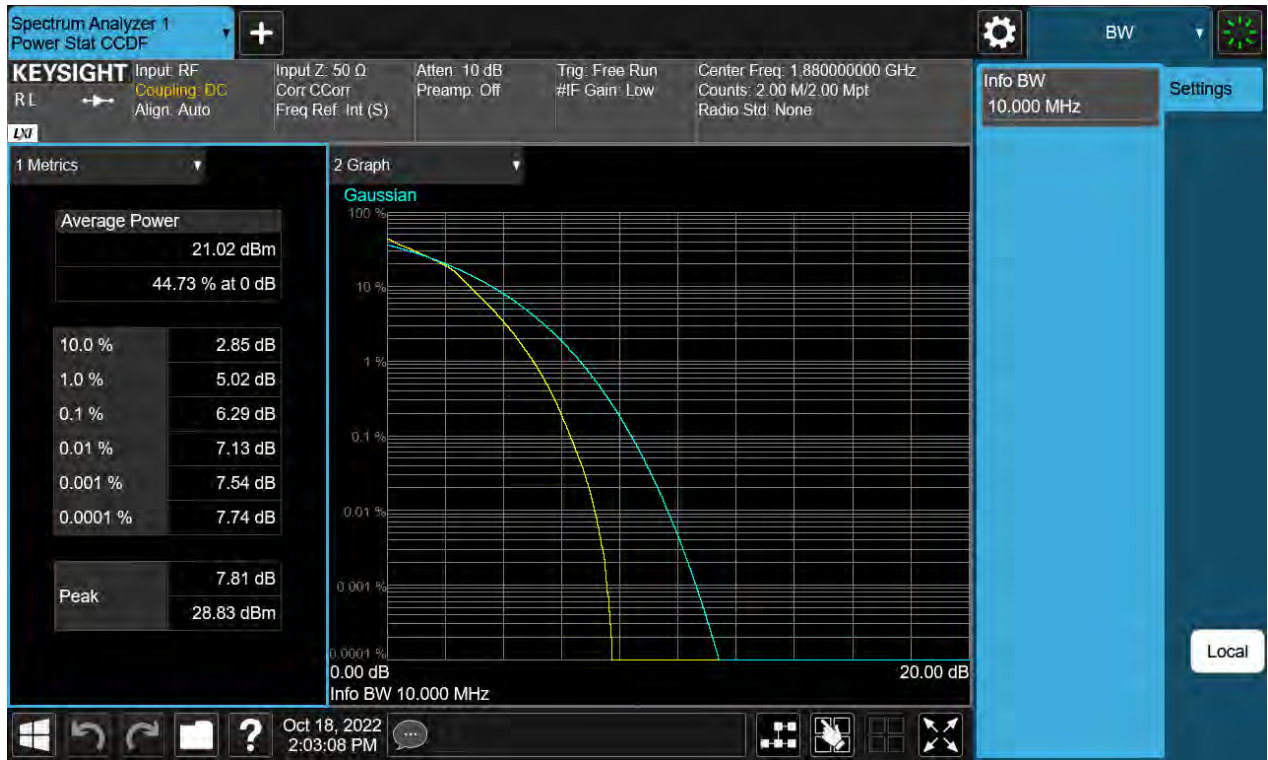 Spectrum Analyzer 1
Power Stat CCDF
BW
KEYSIGHT
RL
LXI
Input: RF
Coupling: DC
Align: Auto
Input Z: 50 Ω
Corr CCorr
Freq Ref: Int (S)
Atten: 10 dB
Preamp: Off
Trig: Free Run
#IF Gain: Low
Center Freq: 1.880000000 GHz
Counts: 2.00 M/2.00 Mpt
Radio Std: None
Info BW
10.000 MHz
Settings
1 Metrics
Average Power
21.02 dBm
44.73 % at 0 dB
10.0 % 2.85 dB
1.0 % 5.02 dB
0.1 % 6.29 dB
0.01 % 7.13 dB
0.001 % 7.54 dB
0.0001 % 7.74 dB
Peak
7.81 dB
28.83 dBm
2 Graph
Gaussian
100 %
10 %
1 %
0.1 %
0.01 %
0.001 %
0.0001 %
0.00 dB 20.00 dB
Info BW 10.000 MHz
Local
?
Oct 18, 2022
2:03:08 PM